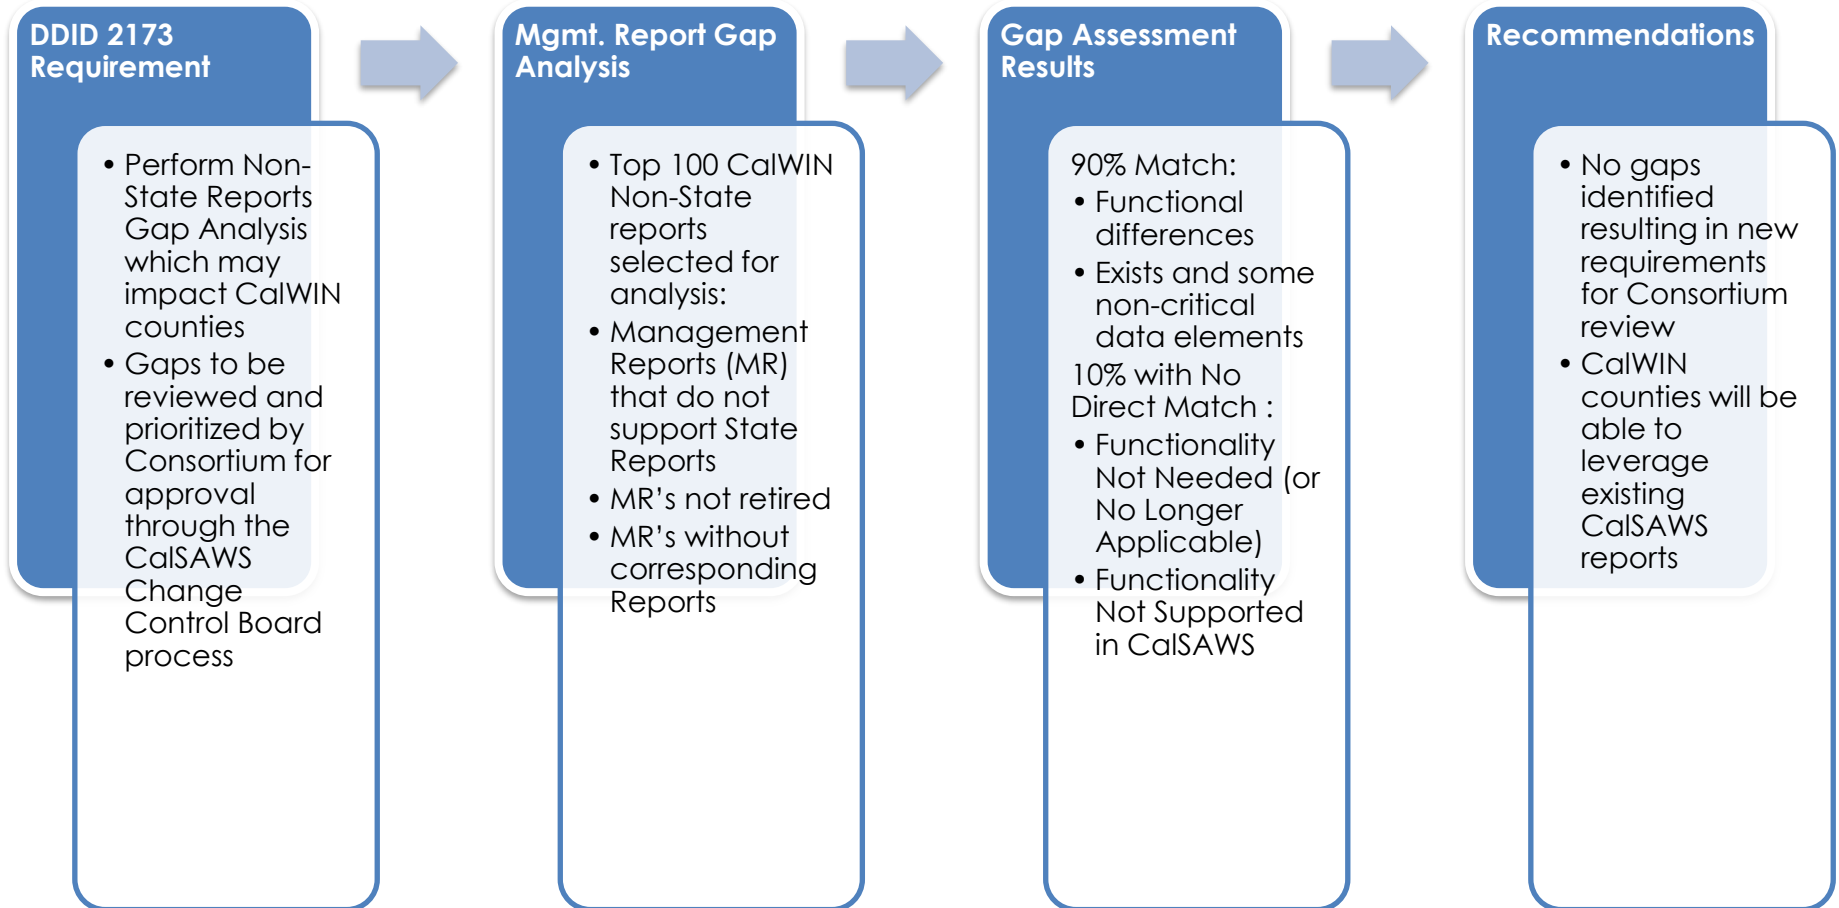 DDID 2173
Requirement
• Perform Non-
State Reports
Gap Analysis
which may
impact CalWIN
counties
• Gaps to be
reviewed and
prioritized by
Consortium for
approval
through the
CalSAWS
Change
Control Board
process
Mgmt. Report Gap
Analysis
• Top 100 CalWIN
Non-State
reports
selected for
analysis:
• Management
Reports (MR)
that do not
support State
Reports
• MR’s not retired
• MR’s without
corresponding
Reports
Gap Assessment
Results
90% Match:
• Functional
differences
• Exists and some
non-critical
data elements
10% with No
Direct Match :
• Functionality
Not Needed (or
No Longer
Applicable)
• Functionality
Not Supported
in CalSAWS
Recommendations
• No gaps
identified
resulting in new
requirements
for Consortium
review
• CalWIN
counties will be
able to
leverage
existing
CalSAWS
reports